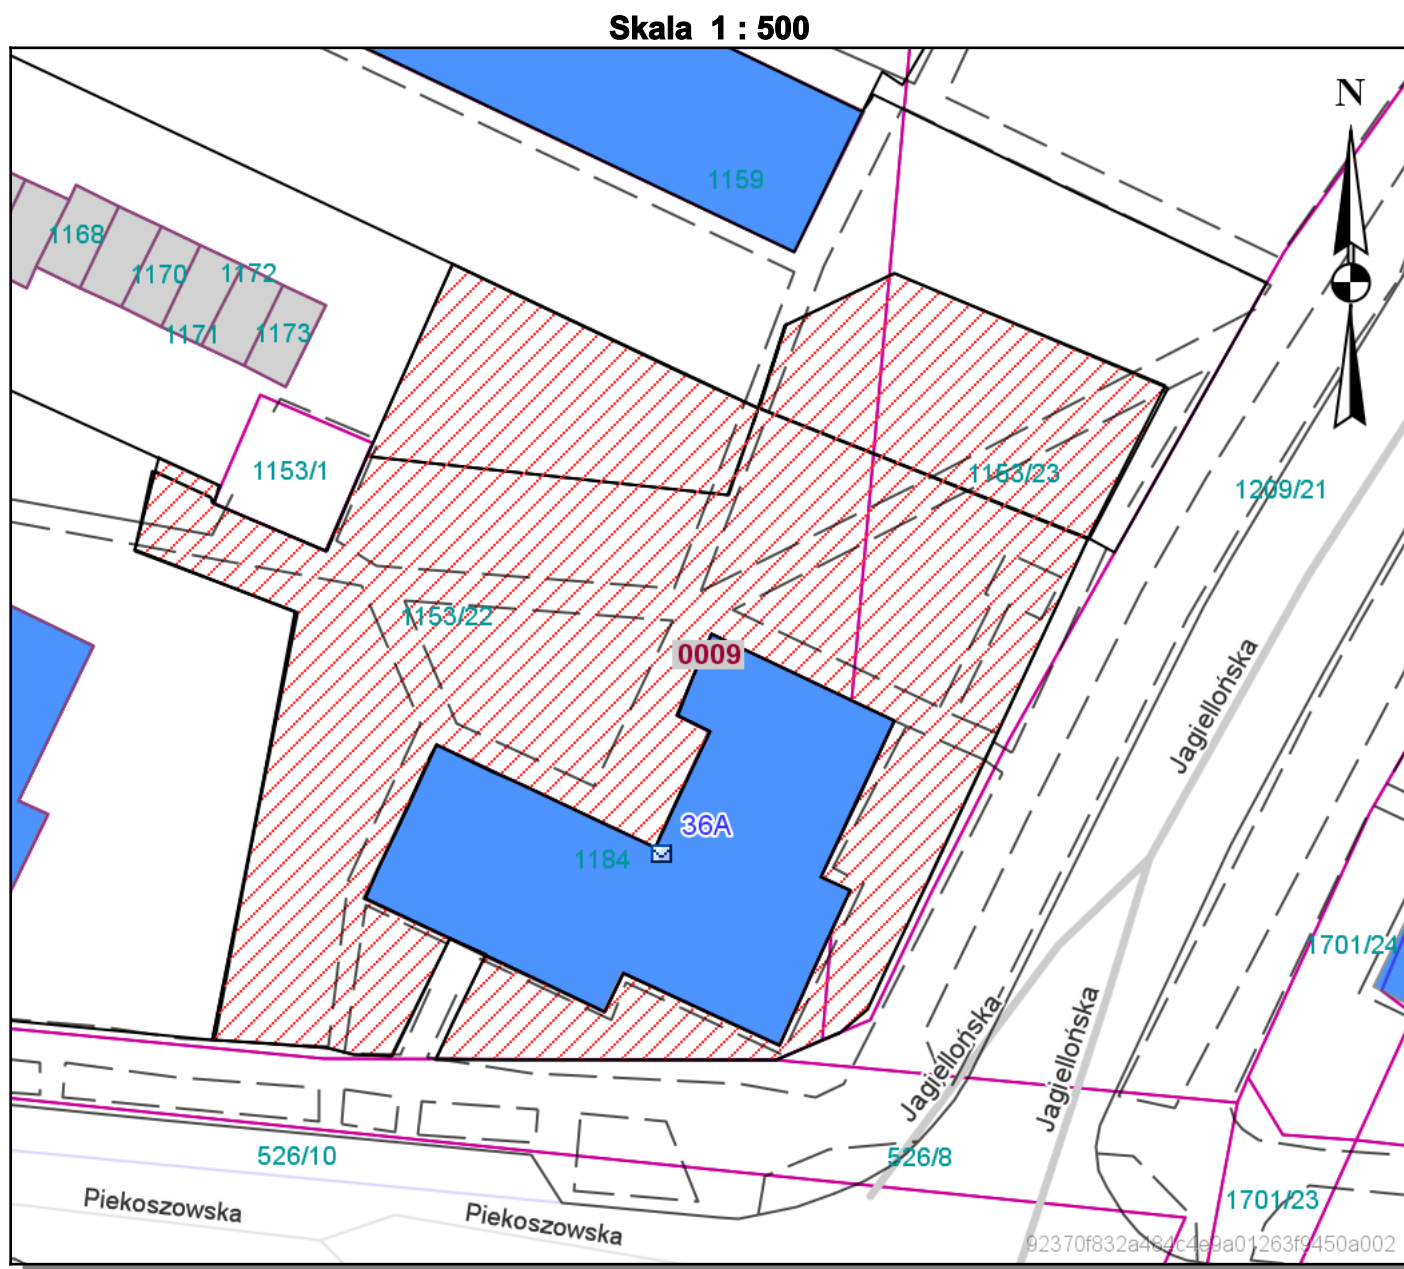 Skala 1 : 500
N
1159
1168
1170
1172
1171
1173
1153/1
1153/23
1209/21
1153/22
0009
Jagiellońska
36A
1184
1701/24
Jagiellońska
Jagiellońska
526/10
526/8
1701/23
Piekoszowska
Piekoszowska
92370f832a484c4e9a01263f9450a002